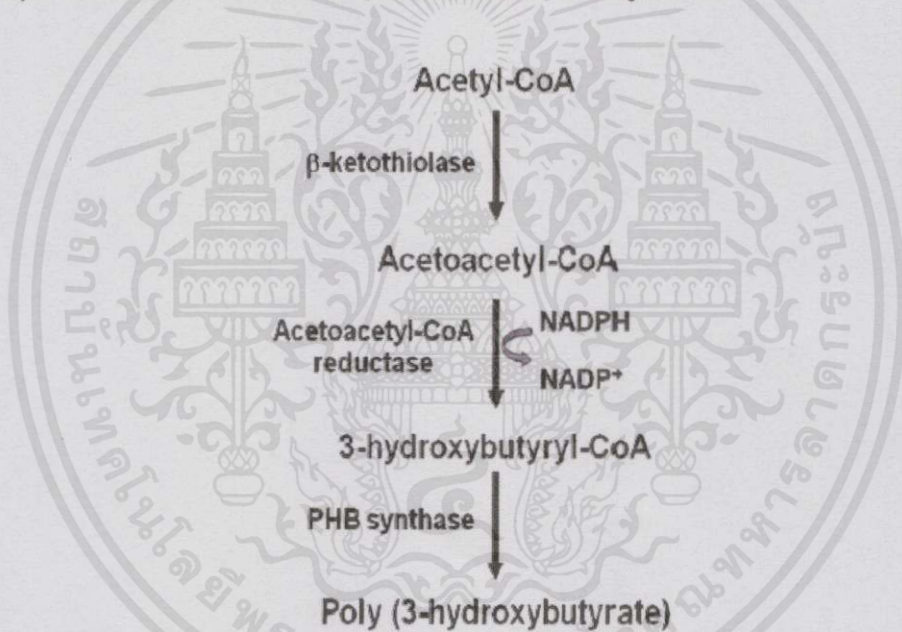 Acetyl-CoA
β-ketothiolase
Acetoacetyl-CoA
Acetoacetyl-CoA
reductase
NADPH
NADP+
3-hydroxybutyryl-CoA
PHB synthase
Poly (3-hydroxybutyrate)